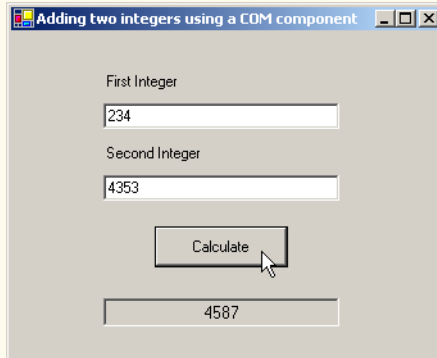 Adding two integers using a COM component
First Integer
234
Second Integer
4353
Calculate
4587